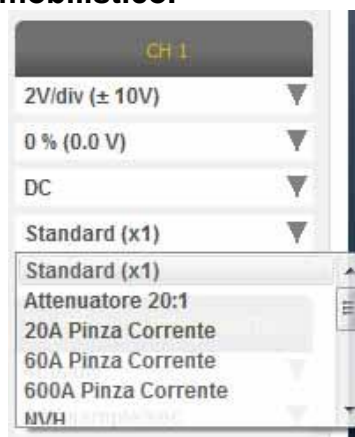 CH 1
2V/div (± 10V)
0 % (0.0 V)
DC
Standard (x1)
Standard (x1)
Attenuatore 20:1
20A Pinza Corrente
60A Pinza Corrente
600A Pinza Corrente
NVH